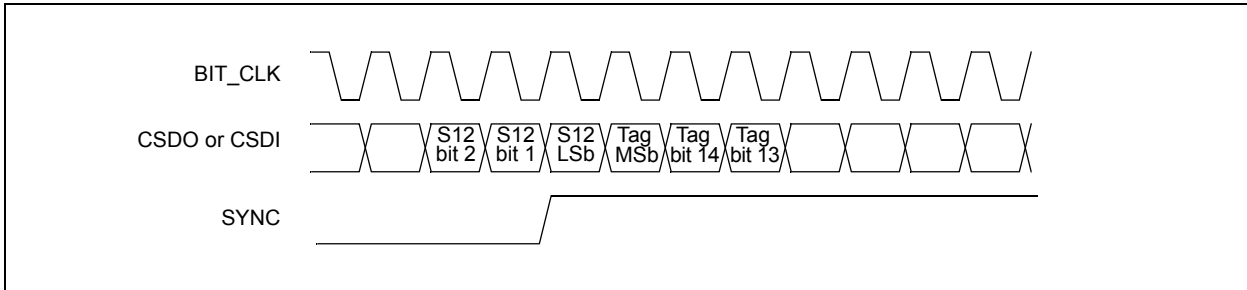 BIT_CLK
CSDO or CSDI
S12 bit 2
S12 bit 1
S12 LSb
Tag MSb
Tag bit 14
Tag bit 13
SYNC